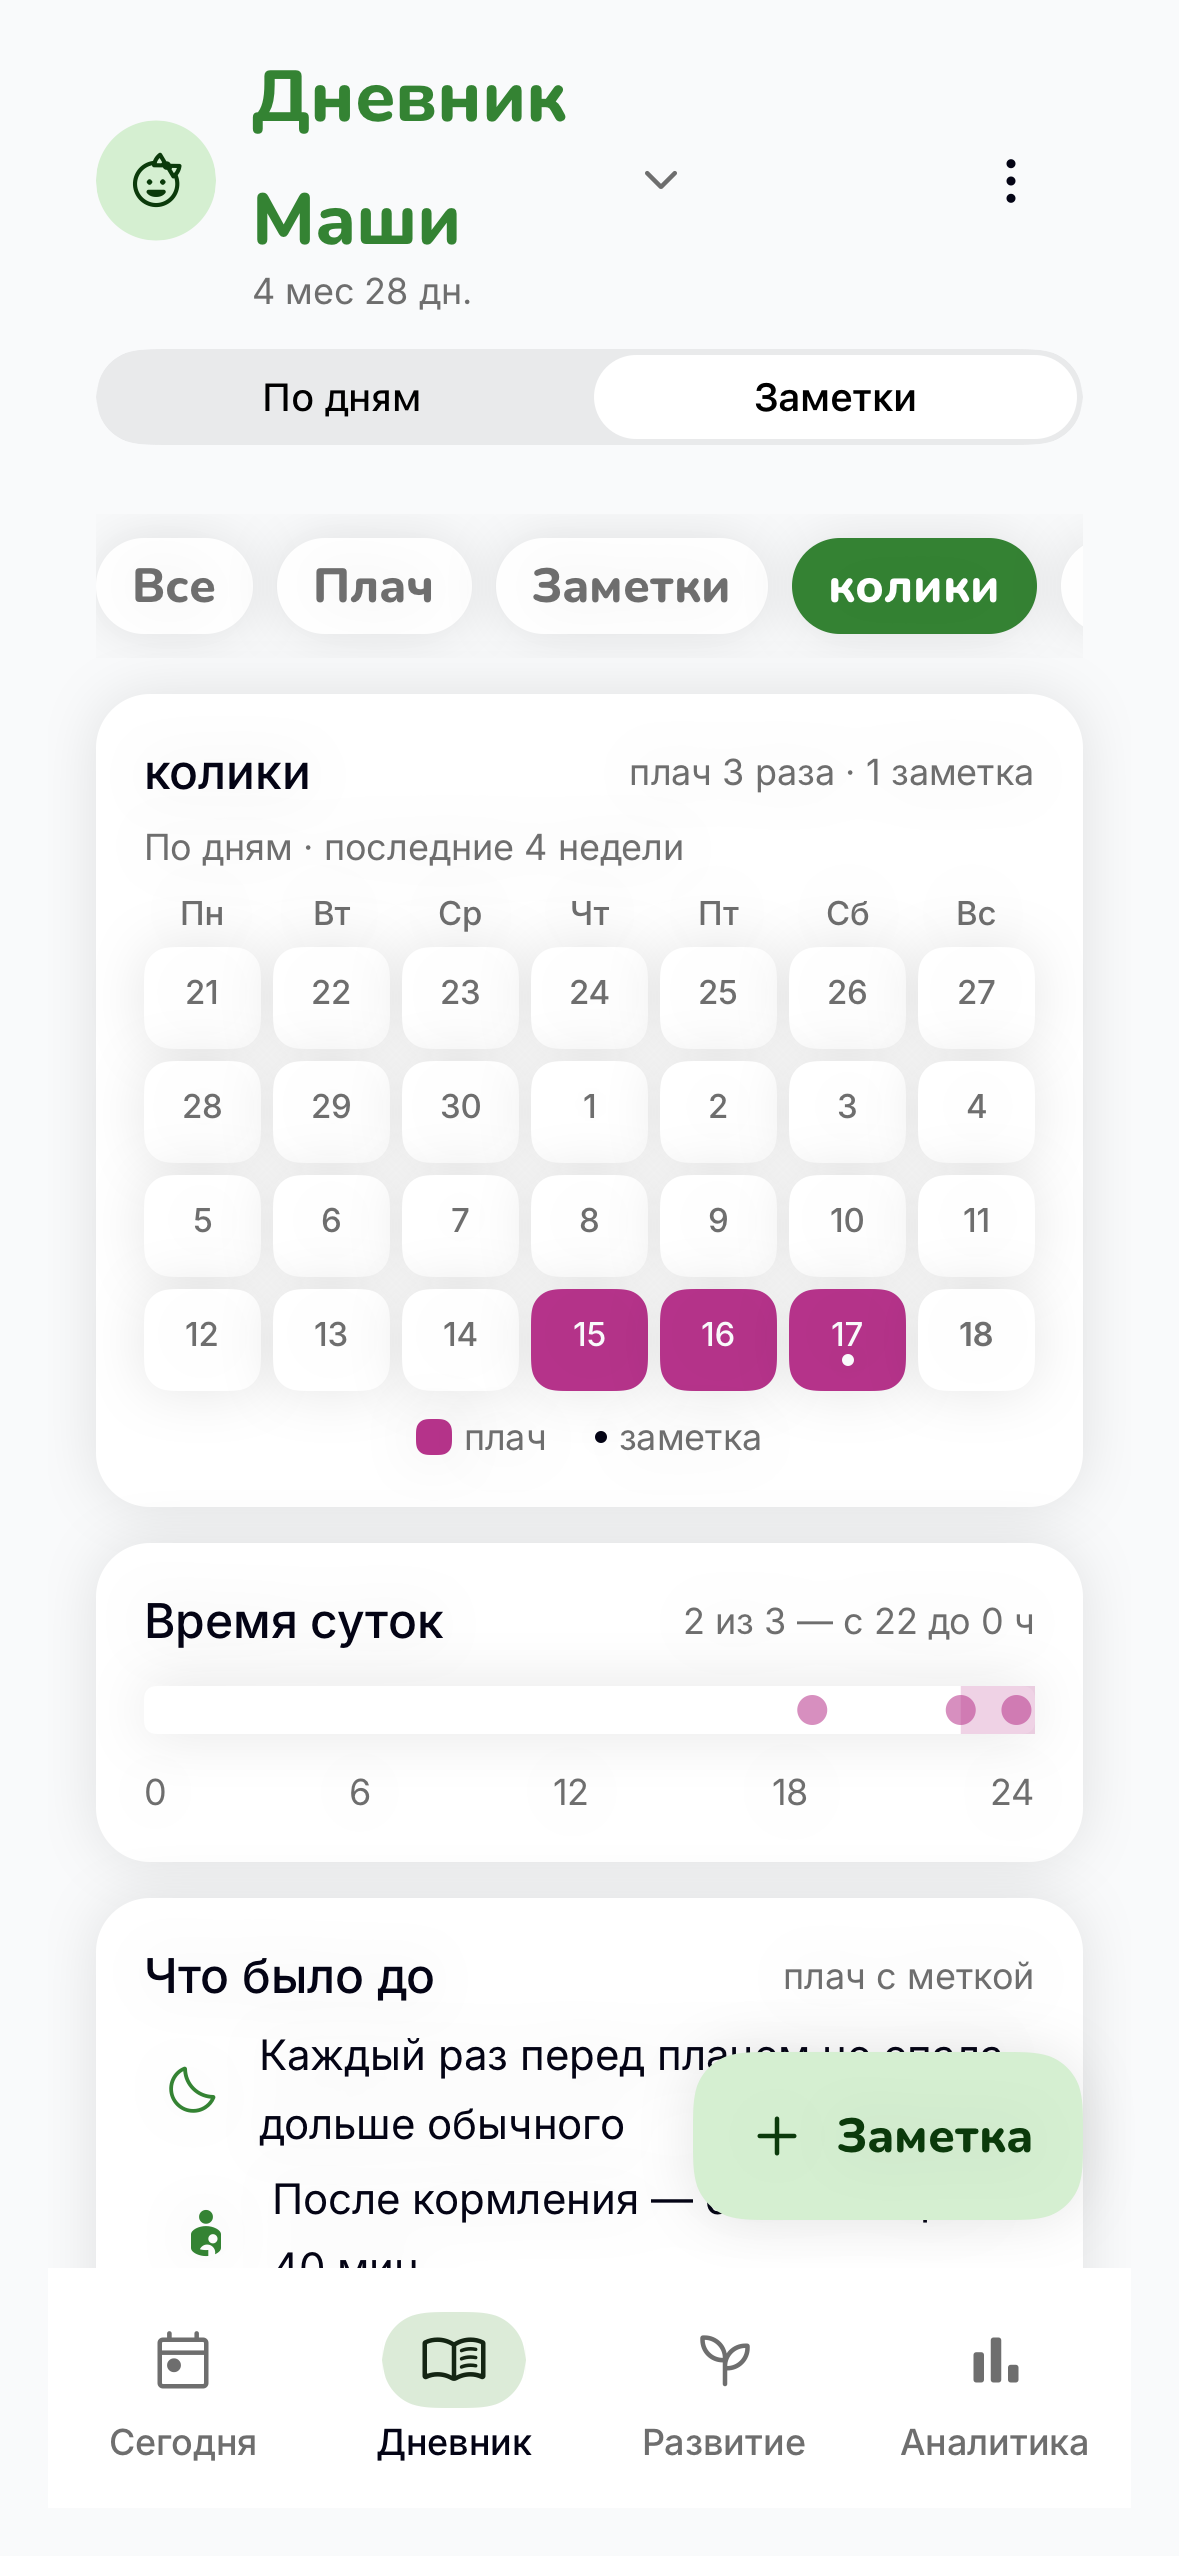 Дневник
Маши
4 мес 28 дн.
По дням Заметки
Все Плач Заметки колики
колики плач 3 раза · 1 заметка
По дням · последние 4 недели
Пн Вт Ср Чт Пт Сб Вс
21 22 23 24 25 26 27
28 29 30 1 2 3 4
5 6 7 8 9 10 11
12 13 14 15 16 17 18
плач • заметка
Время суток 2 из 3 — с 22 до 0 ч
0 6 12 18 24
Что было до плач с меткой
Каждый раз перед плачем не спала
дольше обычного
+ Заметка
После кормления —
40 мин
Сегодня Дневник Развитие Аналитика